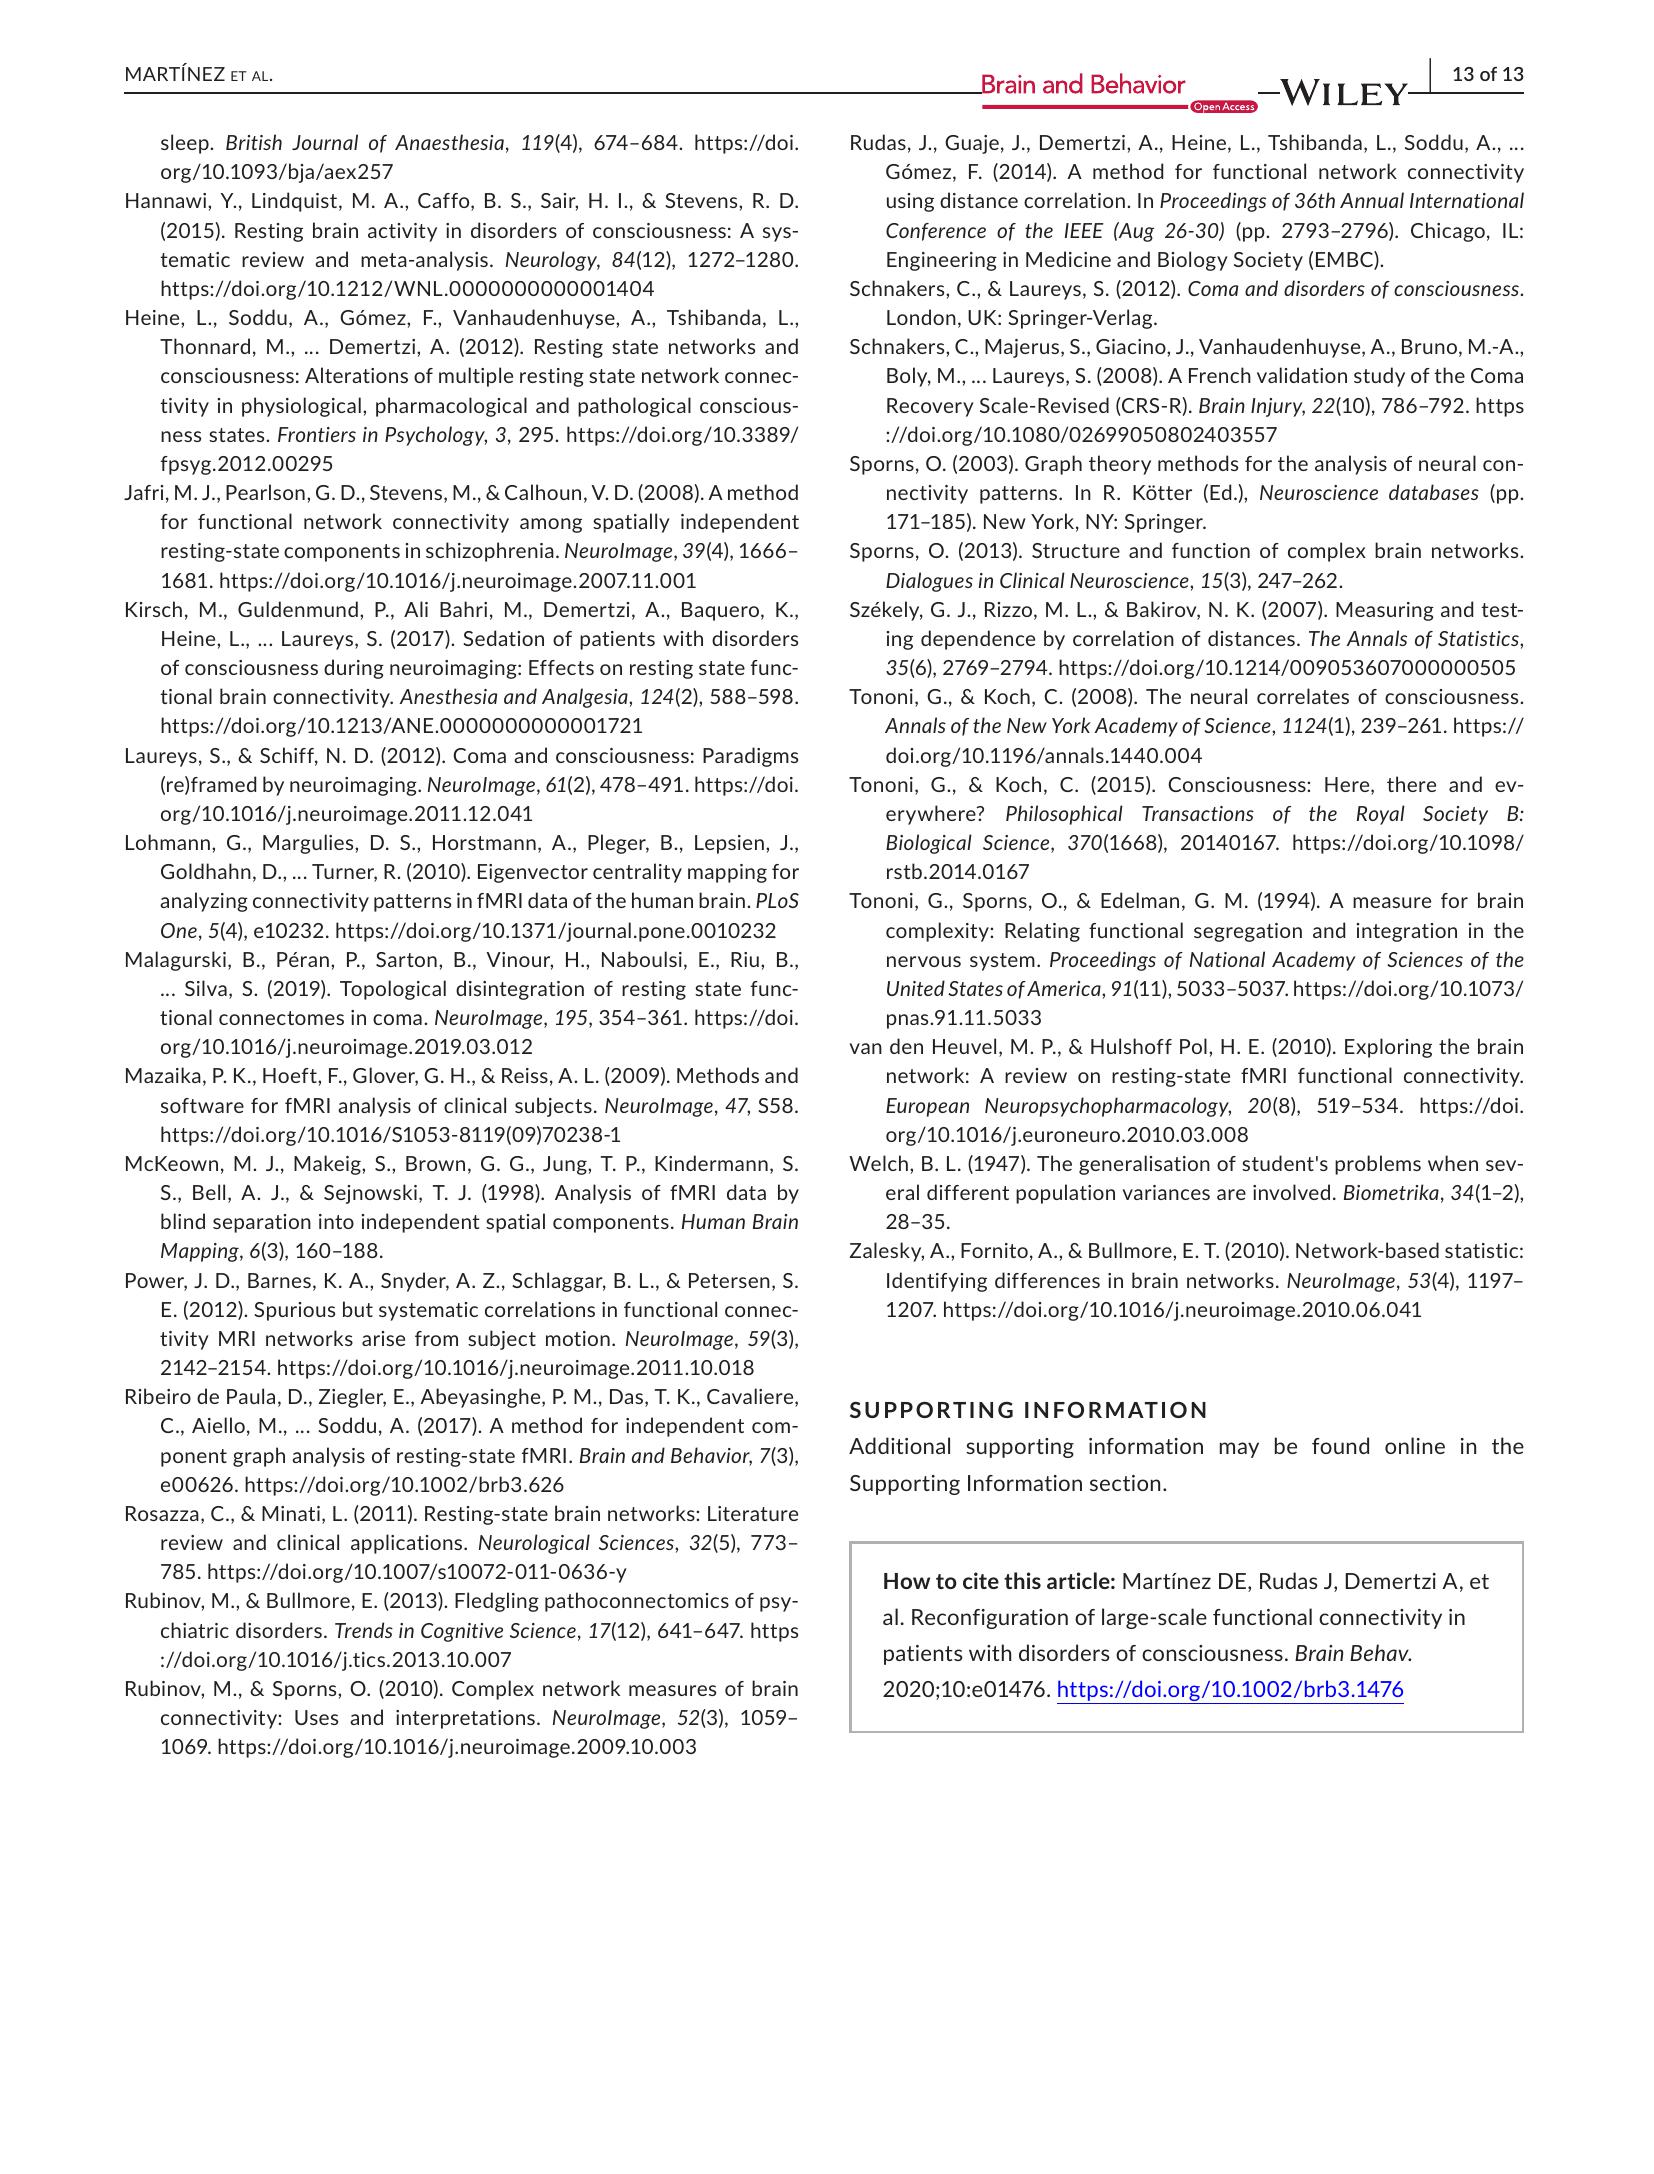 MARTÍNEZ ET AL.
Brain and Behavior
Open Access
WILEY
13 of 13
sleep. British Journal of Anaesthesia, 119(4), 674–684. https://doi.
org/10.1093/bja/aex257
Hannawi, Y., Lindquist, M. A., Caffo, B. S., Sair, H. I., & Stevens, R. D.
(2015). Resting brain activity in disorders of consciousness: A sys-
tematic review and meta-analysis. Neurology, 84(12), 1272–1280.
https://doi.org/10.1212/WNL.0000000000001404
Heine, L., Soddu, A., Gómez, F., Vanhaudenhuyse, A., Tshibanda, L.,
Thonnard, M., … Demertzi, A. (2012). Resting state networks and
consciousness: Alterations of multiple resting state network connec-
tivity in physiological, pharmacological and pathological conscious-
ness states. Frontiers in Psychology, 3, 295. https://doi.org/10.3389/
fpsyg.2012.00295
Jafri, M. J., Pearlson, G. D., Stevens, M., & Calhoun, V. D. (2008). A method
for functional network connectivity among spatially independent
resting-state components in schizophrenia. NeuroImage, 39(4), 1666–
1681. https://doi.org/10.1016/j.neuroimage.2007.11.001
Kirsch, M., Guldenmund, P., Ali Bahri, M., Demertzi, A., Baquero, K.,
Heine, L., … Laureys, S. (2017). Sedation of patients with disorders
of consciousness during neuroimaging: Effects on resting state func-
tional brain connectivity. Anesthesia and Analgesia, 124(2), 588–598.
https://doi.org/10.1213/ANE.0000000000001721
Laureys, S., & Schiff, N. D. (2012). Coma and consciousness: Paradigms
(re)framed by neuroimaging. NeuroImage, 61(2), 478–491. https://doi.
org/10.1016/j.neuroimage.2011.12.041
Lohmann, G., Margulies, D. S., Horstmann, A., Pleger, B., Lepsien, J.,
Goldhahn, D., … Turner, R. (2010). Eigenvector centrality mapping for
analyzing connectivity patterns in fMRI data of the human brain. PLoS
One, 5(4), e10232. https://doi.org/10.1371/journal.pone.0010232
Malagurski, B., Péran, P., Sarton, B., Vinour, H., Naboulsi, E., Riu, B.,
… Silva, S. (2019). Topological disintegration of resting state func-
tional connectomes in coma. NeuroImage, 195, 354–361. https://doi.
org/10.1016/j.neuroimage.2019.03.012
Mazaika, P. K., Hoeft, F., Glover, G. H., & Reiss, A. L. (2009). Methods and
software for fMRI analysis of clinical subjects. NeuroImage, 47, S58.
https://doi.org/10.1016/S1053-8119(09)70238-1
McKeown, M. J., Makeig, S., Brown, G. G., Jung, T. P., Kindermann, S.
S., Bell, A. J., & Sejnowski, T. J. (1998). Analysis of fMRI data by
blind separation into independent spatial components. Human Brain
Mapping, 6(3), 160–188.
Power, J. D., Barnes, K. A., Snyder, A. Z., Schlaggar, B. L., & Petersen, S.
E. (2012). Spurious but systematic correlations in functional connec-
tivity MRI networks arise from subject motion. NeuroImage, 59(3),
2142–2154. https://doi.org/10.1016/j.neuroimage.2011.10.018
Ribeiro de Paula, D., Ziegler, E., Abeyasinghe, P. M., Das, T. K., Cavaliere,
C., Aiello, M., … Soddu, A. (2017). A method for independent com-
ponent graph analysis of resting-state fMRI. Brain and Behavior, 7(3),
e00626. https://doi.org/10.1002/brb3.626
Rosazza, C., & Minati, L. (2011). Resting-state brain networks: Literature
review and clinical applications. Neurological Sciences, 32(5), 773–
785. https://doi.org/10.1007/s10072-011-0636-y
Rubinov, M., & Bullmore, E. (2013). Fledgling pathoconnectomics of psy-
chiatric disorders. Trends in Cognitive Science, 17(12), 641–647. https
://doi.org/10.1016/j.tics.2013.10.007
Rubinov, M., & Sporns, O. (2010). Complex network measures of brain
connectivity: Uses and interpretations. NeuroImage, 52(3), 1059–
1069. https://doi.org/10.1016/j.neuroimage.2009.10.003
Rudas, J., Guaje, J., Demertzi, A., Heine, L., Tshibanda, L., Soddu, A., …
Gómez, F. (2014). A method for functional network connectivity
using distance correlation. In Proceedings of 36th Annual International
Conference of the IEEE (Aug 26-30) (pp. 2793–2796). Chicago, IL:
Engineering in Medicine and Biology Society (EMBC).
Schnakers, C., & Laureys, S. (2012). Coma and disorders of consciousness.
London, UK: Springer-Verlag.
Schnakers, C., Majerus, S., Giacino, J., Vanhaudenhuyse, A., Bruno, M.-A.,
Boly, M., … Laureys, S. (2008). A French validation study of the Coma
Recovery Scale-Revised (CRS-R). Brain Injury, 22(10), 786–792. https
://doi.org/10.1080/02699050802403557
Sporns, O. (2003). Graph theory methods for the analysis of neural con-
nectivity patterns. In R. Kötter (Ed.), Neuroscience databases (pp.
171–185). New York, NY: Springer.
Sporns, O. (2013). Structure and function of complex brain networks.
Dialogues in Clinical Neuroscience, 15(3), 247–262.
Székely, G. J., Rizzo, M. L., & Bakirov, N. K. (2007). Measuring and test-
ing dependence by correlation of distances. The Annals of Statistics,
35(6), 2769–2794. https://doi.org/10.1214/009053607000000505
Tononi, G., & Koch, C. (2008). The neural correlates of consciousness.
Annals of the New York Academy of Science, 1124(1), 239–261. https://
doi.org/10.1196/annals.1440.004
Tononi, G., & Koch, C. (2015). Consciousness: Here, there and ev-
erywhere? Philosophical Transactions of the Royal Society B:
Biological Science, 370(1668), 20140167. https://doi.org/10.1098/
rstb.2014.0167
Tononi, G., Sporns, O., & Edelman, G. M. (1994). A measure for brain
complexity: Relating functional segregation and integration in the
nervous system. Proceedings of National Academy of Sciences of the
United States of America, 91(11), 5033–5037. https://doi.org/10.1073/
pnas.91.11.5033
van den Heuvel, M. P., & Hulshoff Pol, H. E. (2010). Exploring the brain
network: A review on resting-state fMRI functional connectivity.
European Neuropsychopharmacology, 20(8), 519–534. https://doi.
org/10.1016/j.euroneuro.2010.03.008
Welch, B. L. (1947). The generalisation of student's problems when sev-
eral different population variances are involved. Biometrika, 34(1–2),
28–35.
Zalesky, A., Fornito, A., & Bullmore, E. T. (2010). Network-based statistic:
Identifying differences in brain networks. NeuroImage, 53(4), 1197–
1207. https://doi.org/10.1016/j.neuroimage.2010.06.041
SUPPORTING INFORMATION
Additional supporting information may be found online in the
Supporting Information section.
How to cite this article: Martínez DE, Rudas J, Demertzi A, et
al. Reconfiguration of large-scale functional connectivity in
patients with disorders of consciousness. Brain Behav.
2020;10:e01476. https://doi.org/10.1002/brb3.1476